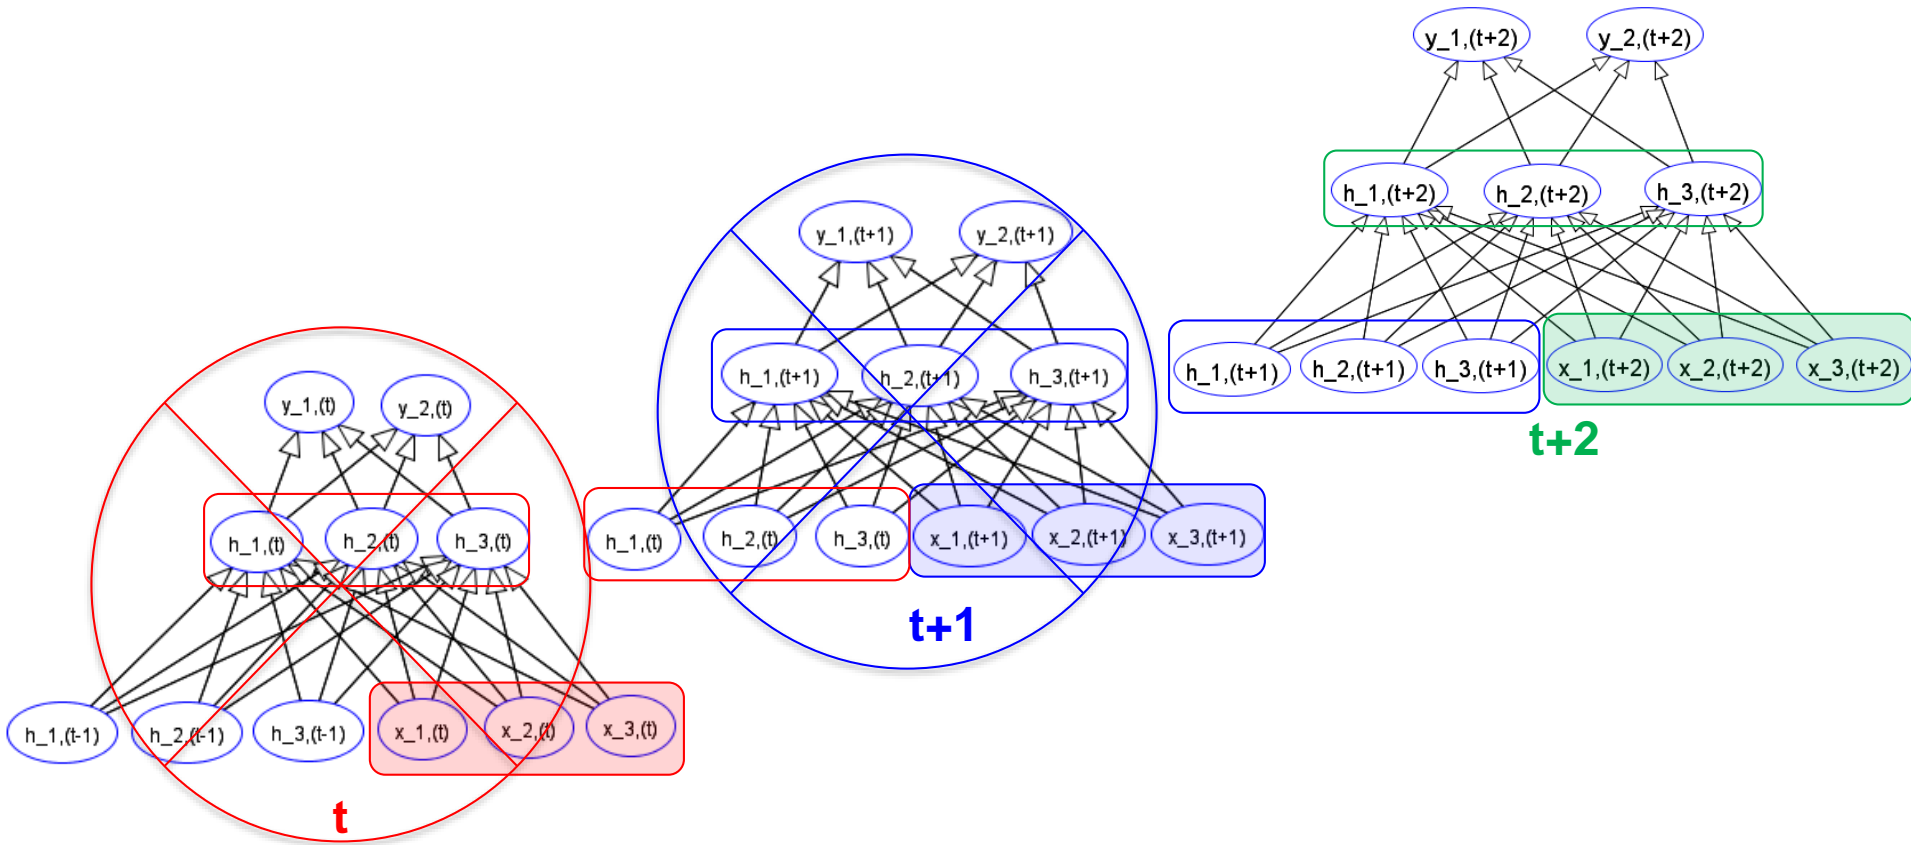 y_1,(t+2) y_2,(t+2)
h_1,(t+2) h_2,(t+2) h_3,(t+2)
h_1,(t+1) h_2,(t+1) h_3,(t+1) x_1,(t+2) x_2,(t+2) x_3,(t+2)
t+2
y_1,(t+1) y_2,(t+1)
h_1,(t+1) h_2,(t+1) h_3,(t+1)
h_1,(t) h_2,(t) h_3,(t) x_1,(t+1) x_2,(t+1) x_3,(t+1)
t+1
y_1,(t) y_2,(t)
h_1,(t) h_2,(t) h_3,(t)
h_1,(t-1) h_2,(t-1) h_3,(t-1) x_1,(t) x_2,(t) x_3,(t)
t